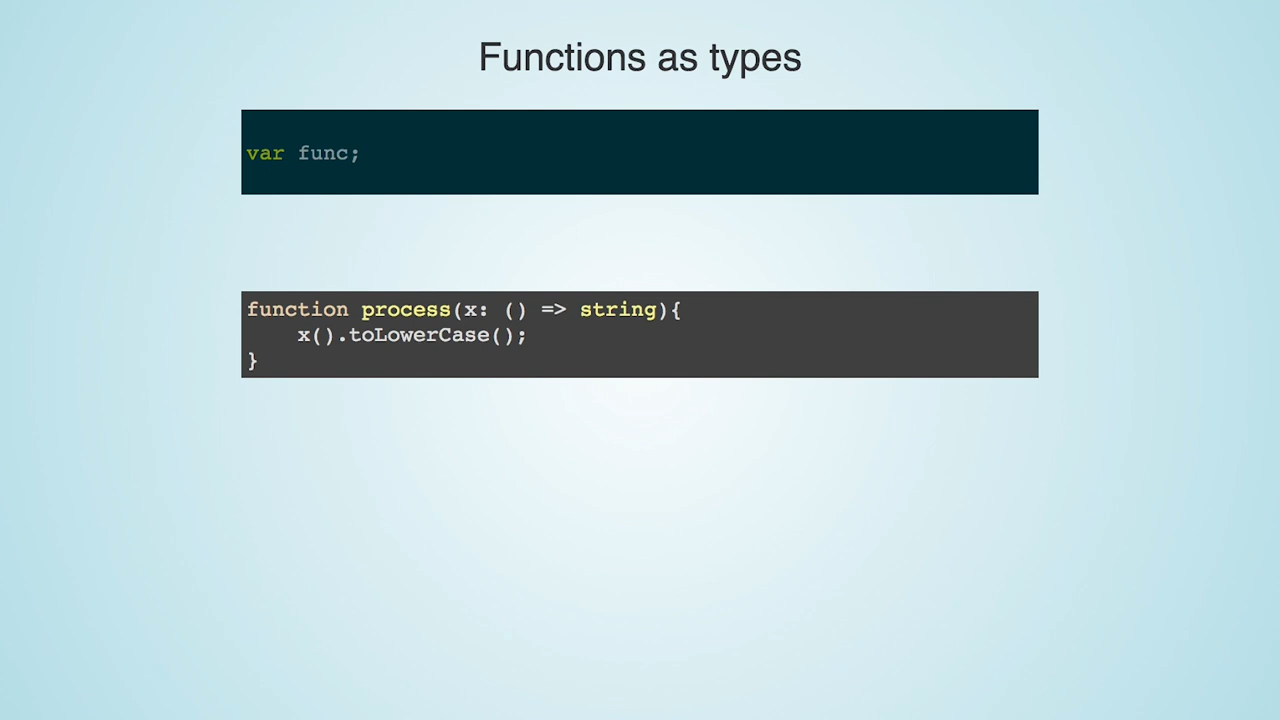 Functions as types
var func;
function process(x: () => string){
    x().toLowerCase();
}